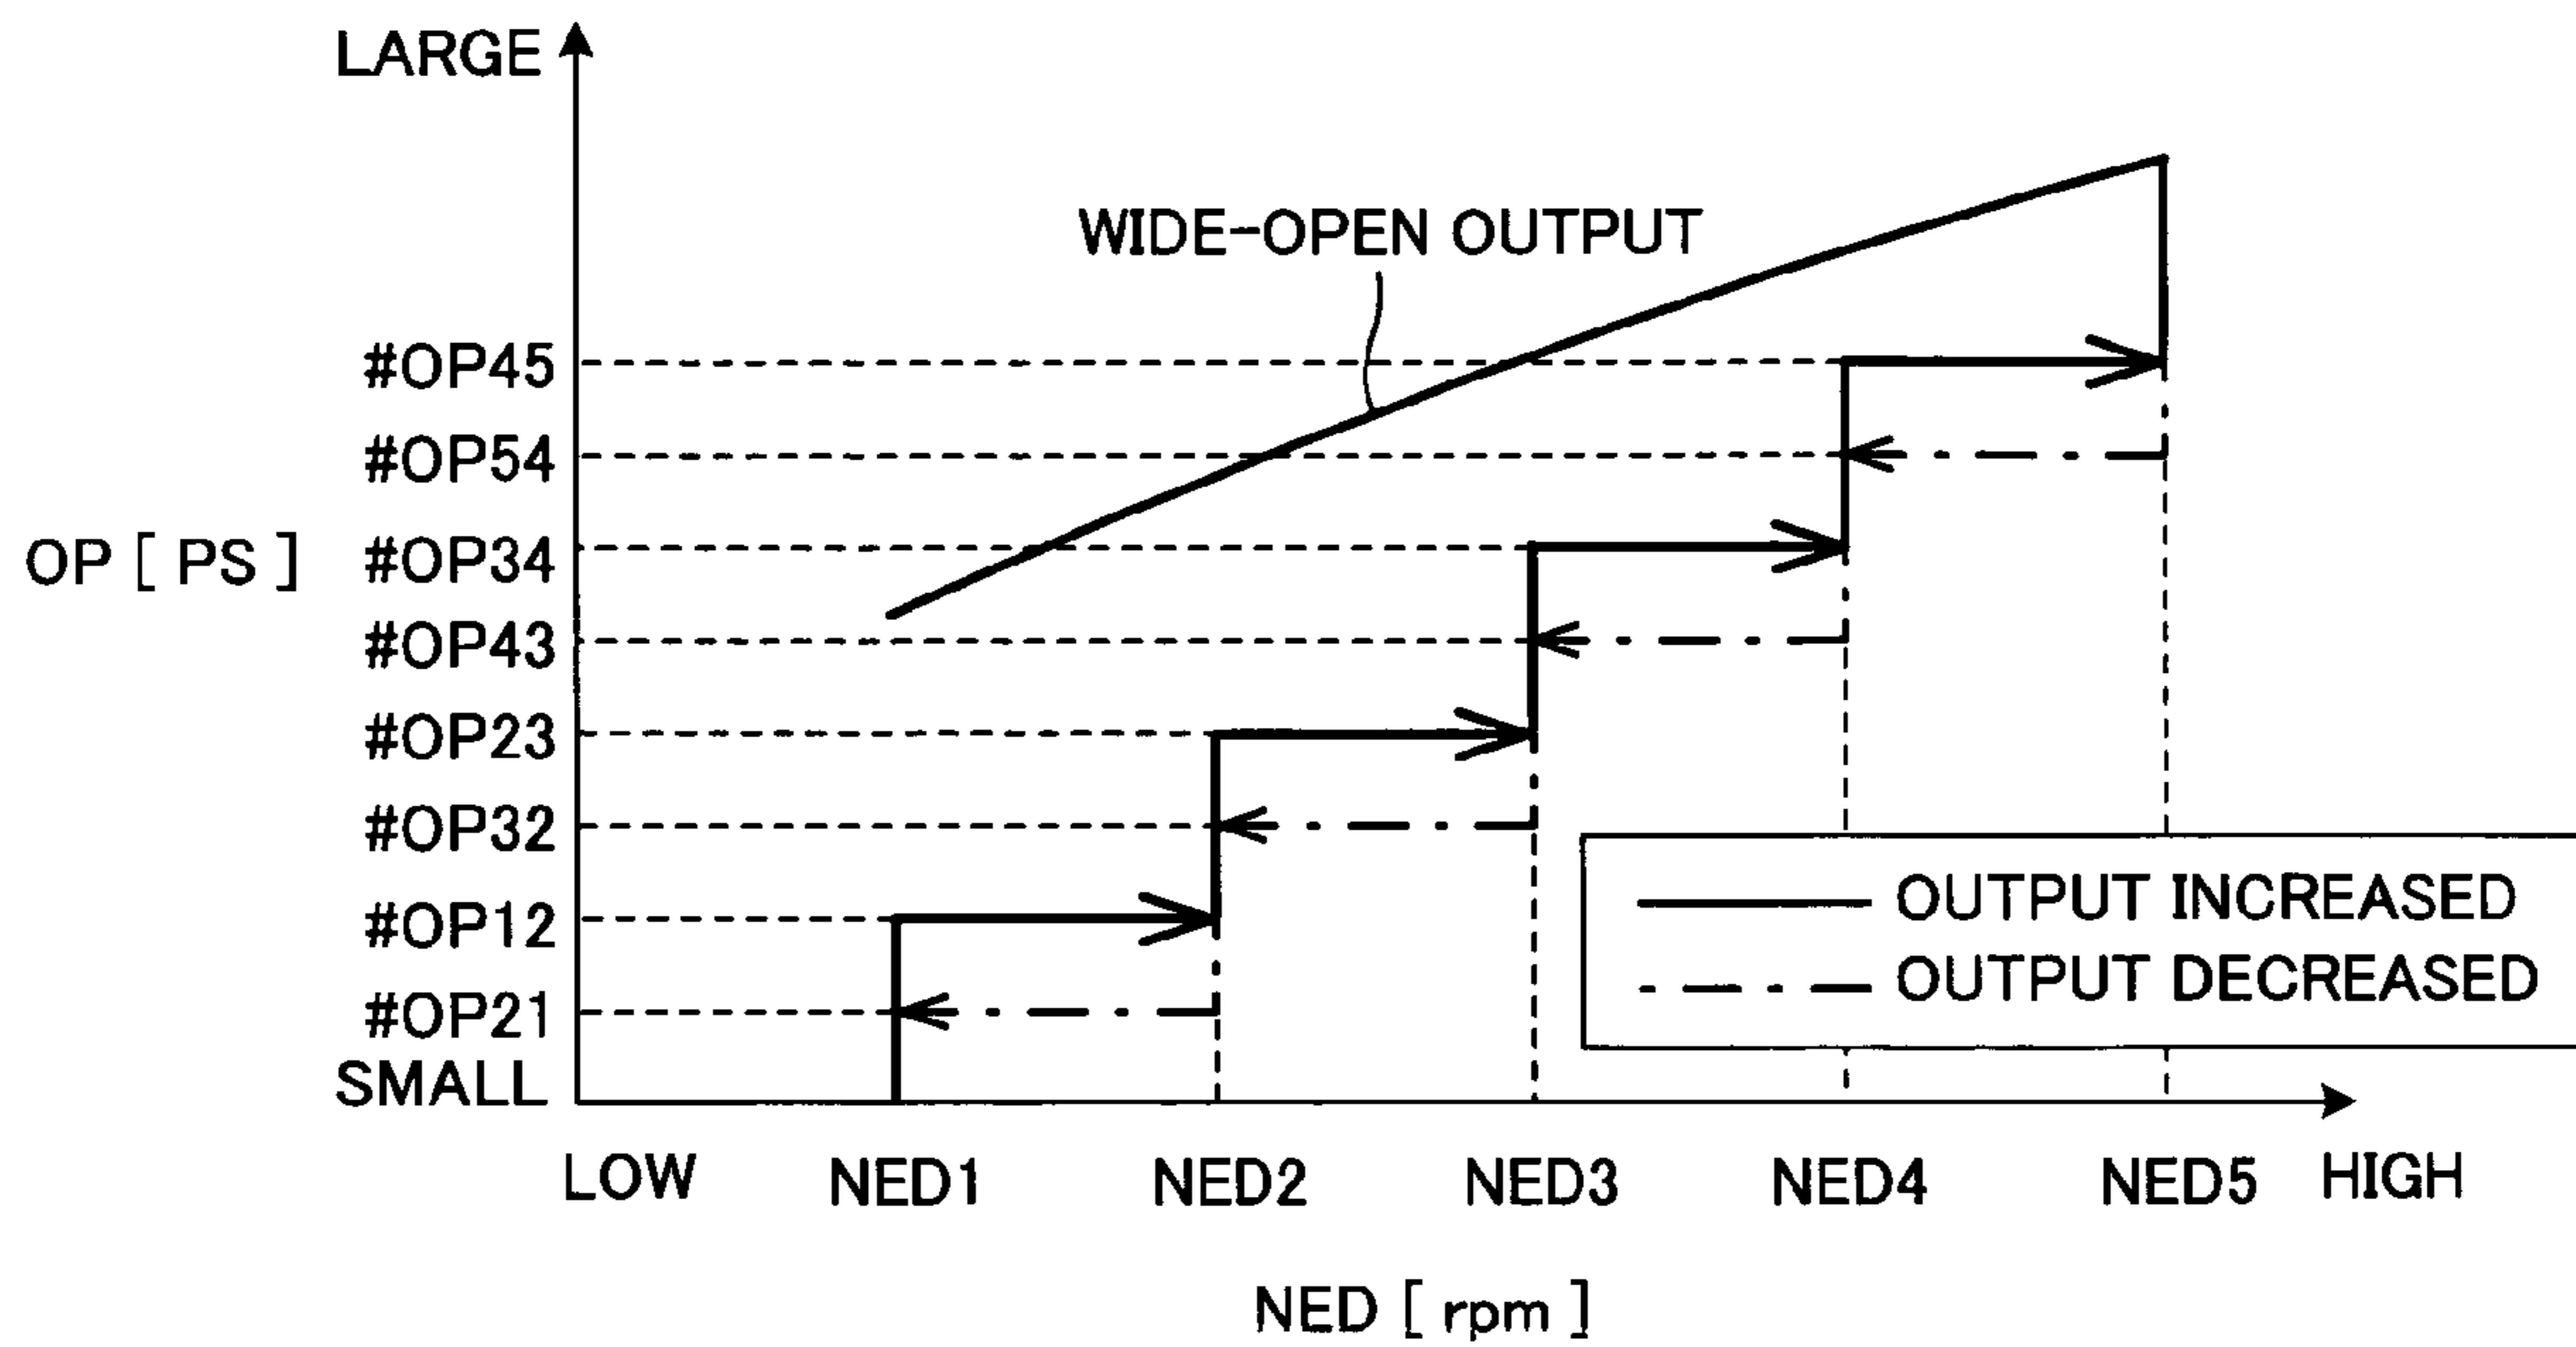 LARGE
WIDE-OPEN OUTPUT
#OP45
#OP54
OP [ PS ]
#OP34
#OP43
#OP23
#OP32
#OP12
#OP21
SMALL
OUTPUT INCREASED
OUTPUT DECREASED
LOW NED1 NED2 NED3 NED4 NED5 HIGH
NED [ rpm ]